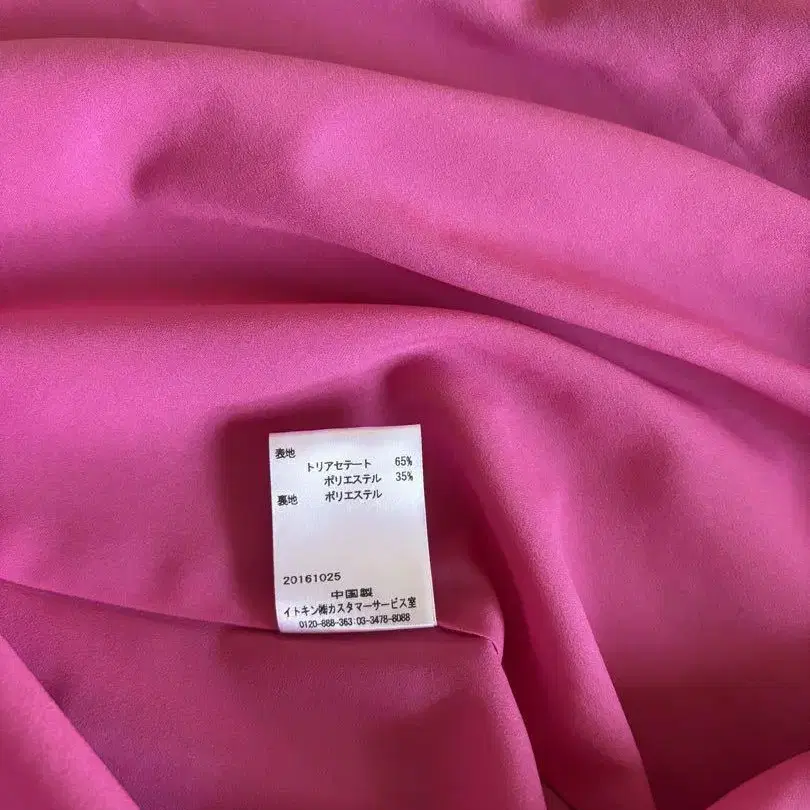 表地
トリアセテート 65%
ポリエステル 35%
裏地 ポリエステル
20161025
中国製
イトキン㈱カスタマーサービス室
0120-888-363:03-3478-8088